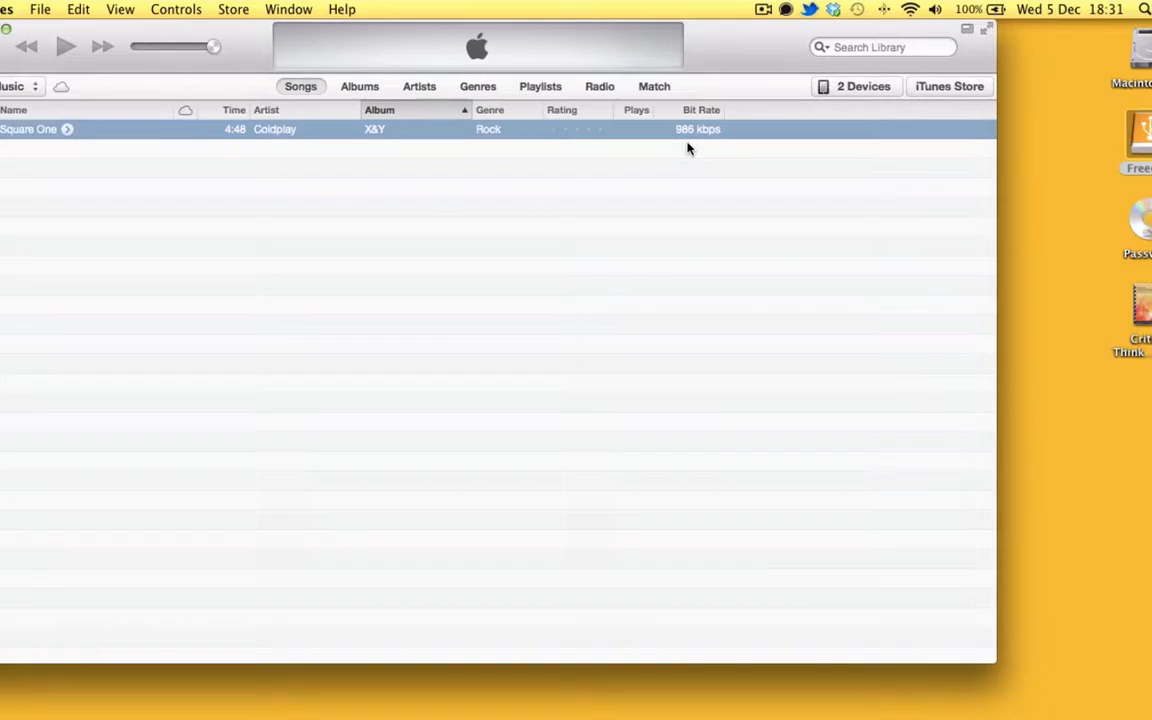 es File Edit View Controls Store Window Help 100% Wed 5 Dec 18:31
Search Library
usic Songs Albums Artists Genres Playlists Radio Match 2 Devices iTunes Store
Name Time Artist Album Genre Rating Plays Bit Rate
Square One 4:48 Coldplay X&Y Rock 986 kbps
Macinto
Free
Passw
Crit
Think...